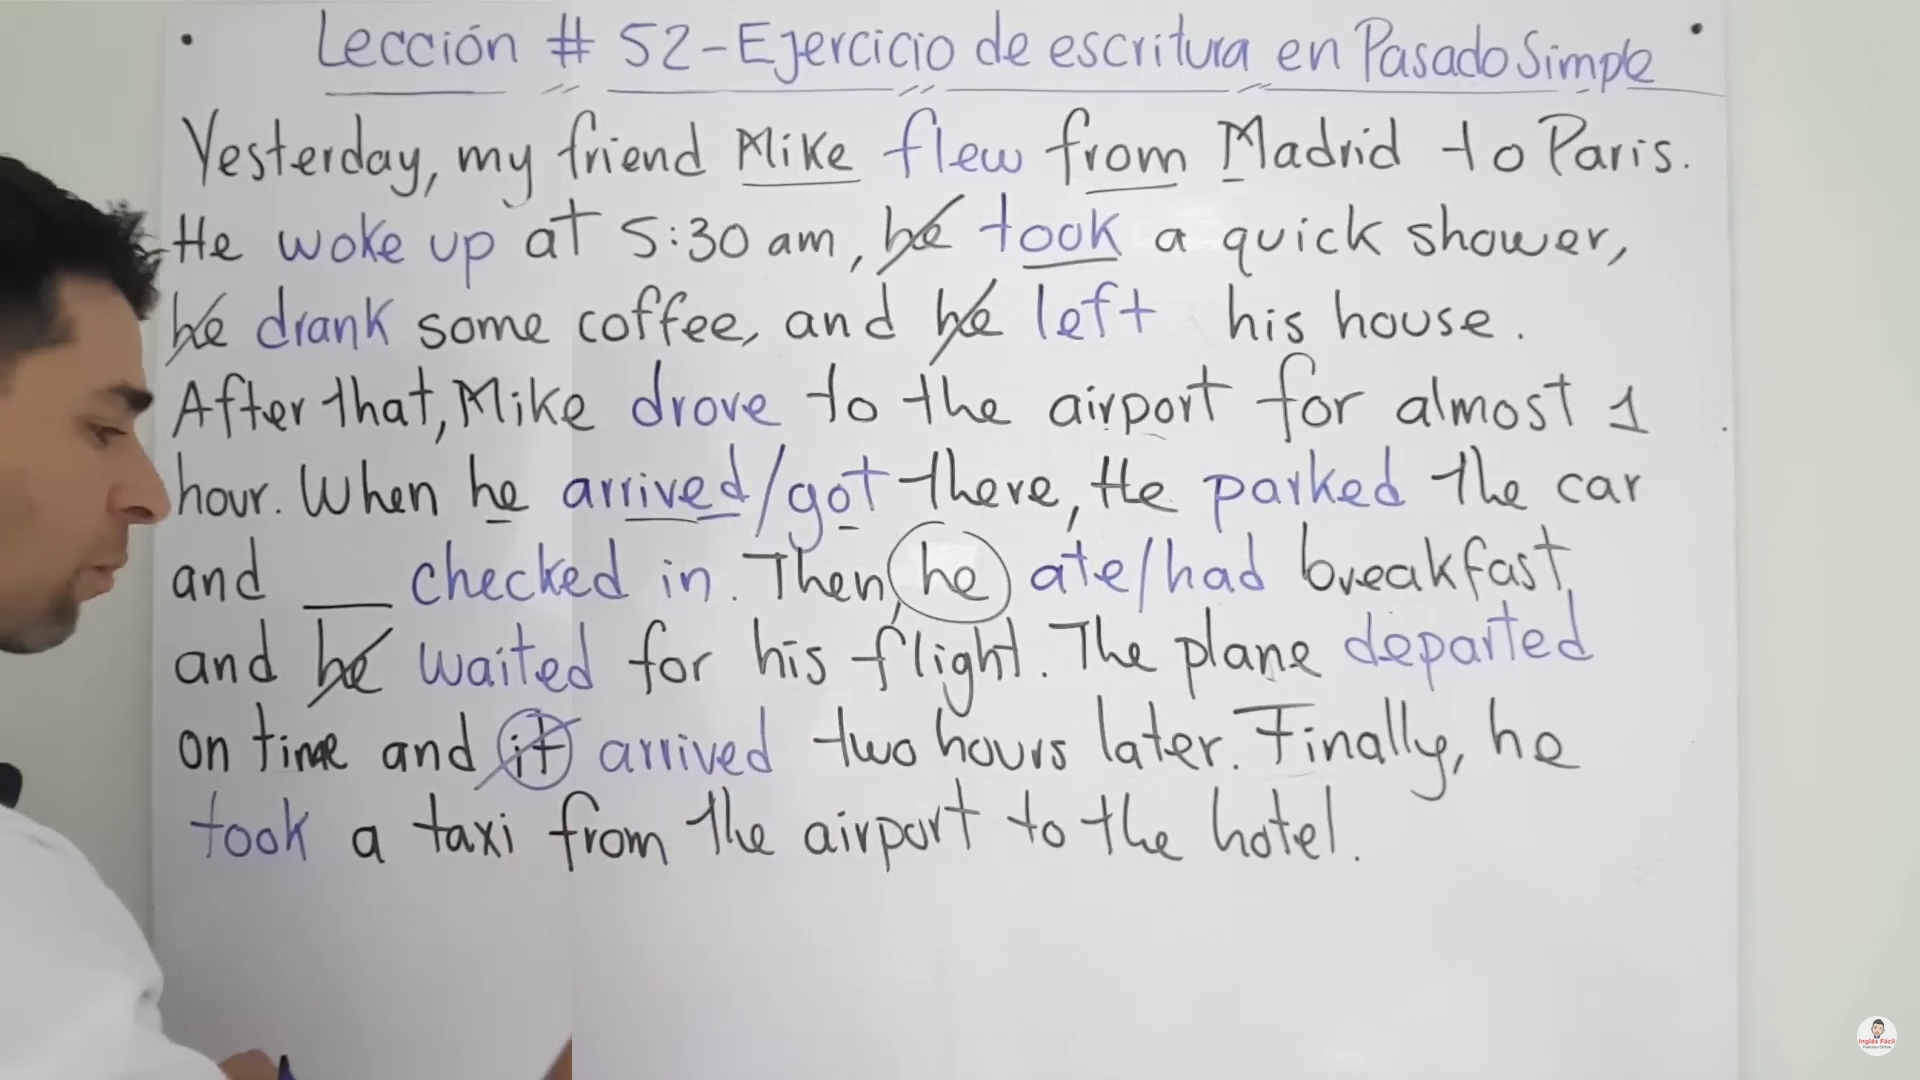 Lección # 52 - Ejercicio de escritura en Pasado Simple
Yesterday, my friend Mike flew from Madrid to Paris.
He woke up at 5:30 am, he took a quick shower,
he drank some coffee, and he left his house.
After that, Mike drove to the airport for almost 1
hour. When he arrived/got there, He parked the car
and __ checked in. Then, he ate/had breakfast,
and he waited for his flight. The plane departed
on time and it arrived two hours later. Finally, he
took a taxi from the airport to the hotel.
Inglés Fácil
Francisco Ochoa